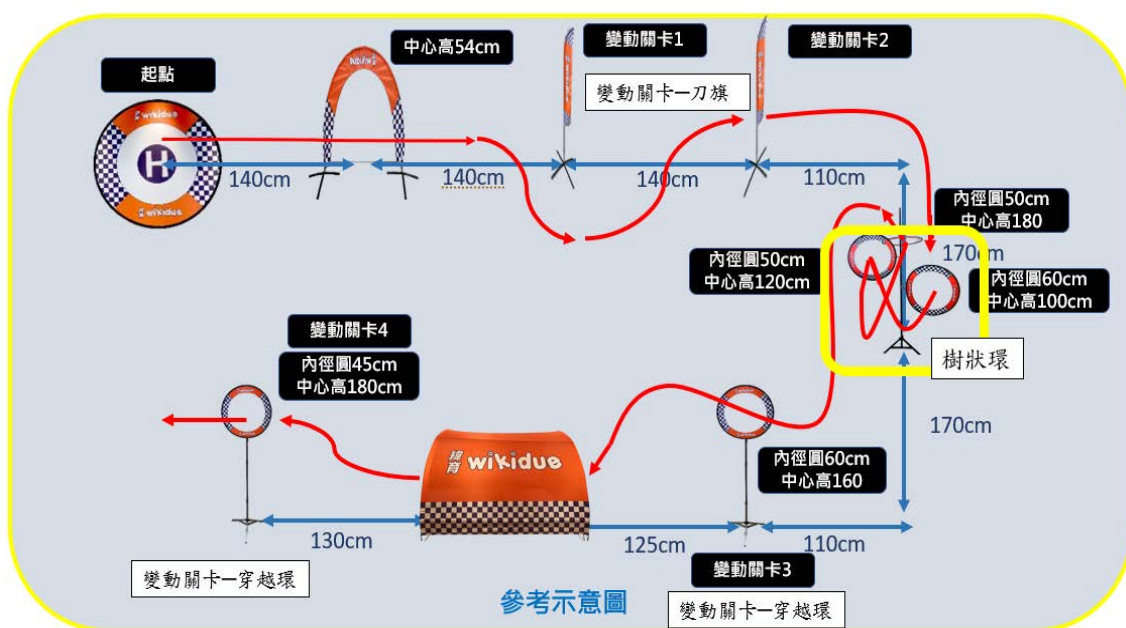 起點
wikidue
H
wikidue
中心高54cm
變動關卡1
變動關卡2
變動關卡—刀旗
140cm
140cm
140cm
110cm
內徑圓50cm
中心高180
170cm
內徑圓50cm
中心高120cm
內徑圓60cm
中心高100cm
樹狀環
170cm
變動關卡4
內徑圓45cm
中心高180cm
緯育 wikidue
內徑圓60cm
中心高160
130cm
125cm
110cm
變動關卡—穿越環
變動關卡3
變動關卡—穿越環
參考示意圖